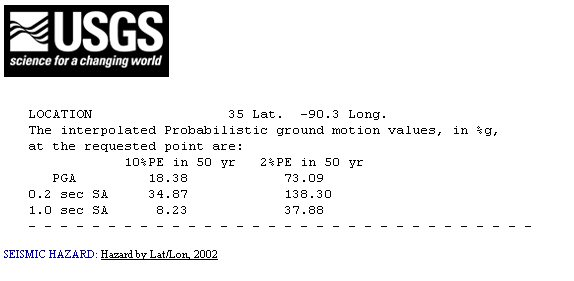 USGS
science for a changing world
LOCATION 35 Lat. -90.3 Long.
The interpolated Probabilistic ground motion values, in %g,
at the requested point are:
10%PE in 50 yr 2%PE in 50 yr
PGA 18.38 73.09
0.2 sec SA 34.87 138.30
1.0 sec SA 8.23 37.88
- - - - - - - - - - - - - - - - - - - - - - - - - - - - - - - -
SEISMIC HAZARD: Hazard by Lat/Lon, 2002